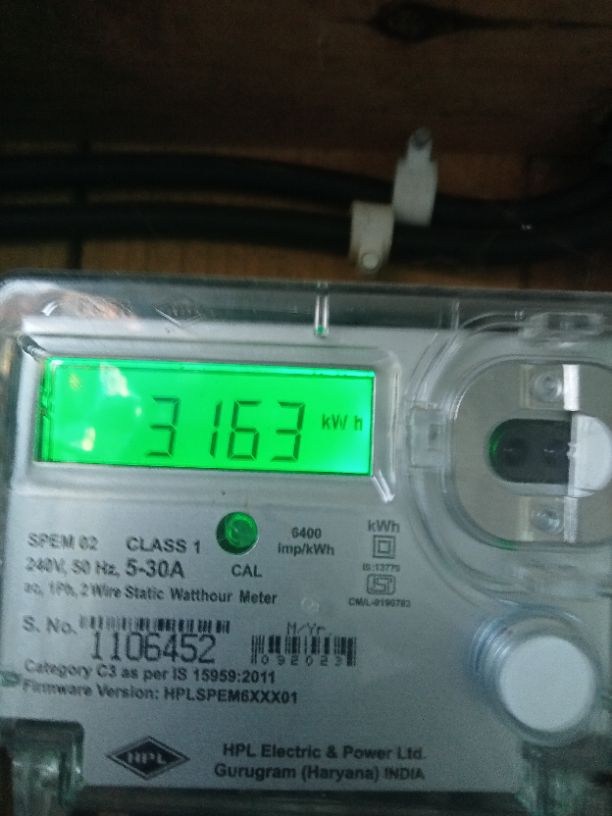 3163 kWh
SPEM 02 CLASS 1
6400
imp/kWh
kWh
240V, 50 Hz, 5-30A
CAL
IS:13779
ac, 1Ph, 2 Wire Static Watthour Meter
S. No. 1106452
M/Yr
092023
Category C3 as per IS 15959:2011
Firmware Version: HPLSPEM6XXX01
HPL
HPL Electric & Power Ltd.
Gurugram (Haryana) INDIA